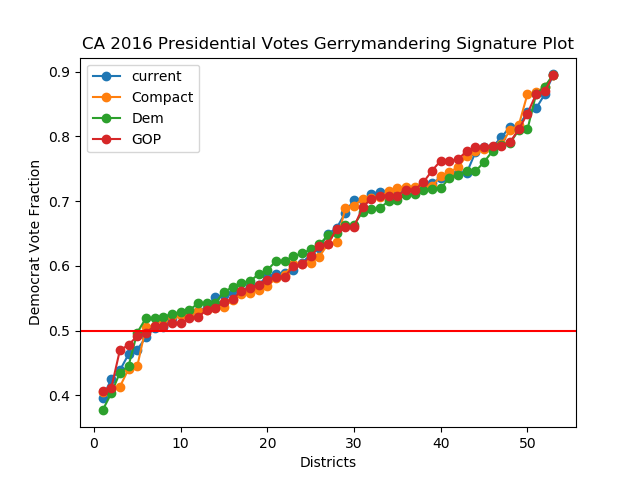 CA 2016 Presidential Votes Gerrymandering Signature Plot
current
Compact
Dem
GOP
Democrat Vote Fraction
0.9
0.8
0.7
0.6
0.5
0.4
0 10 20 30 40 50
Districts